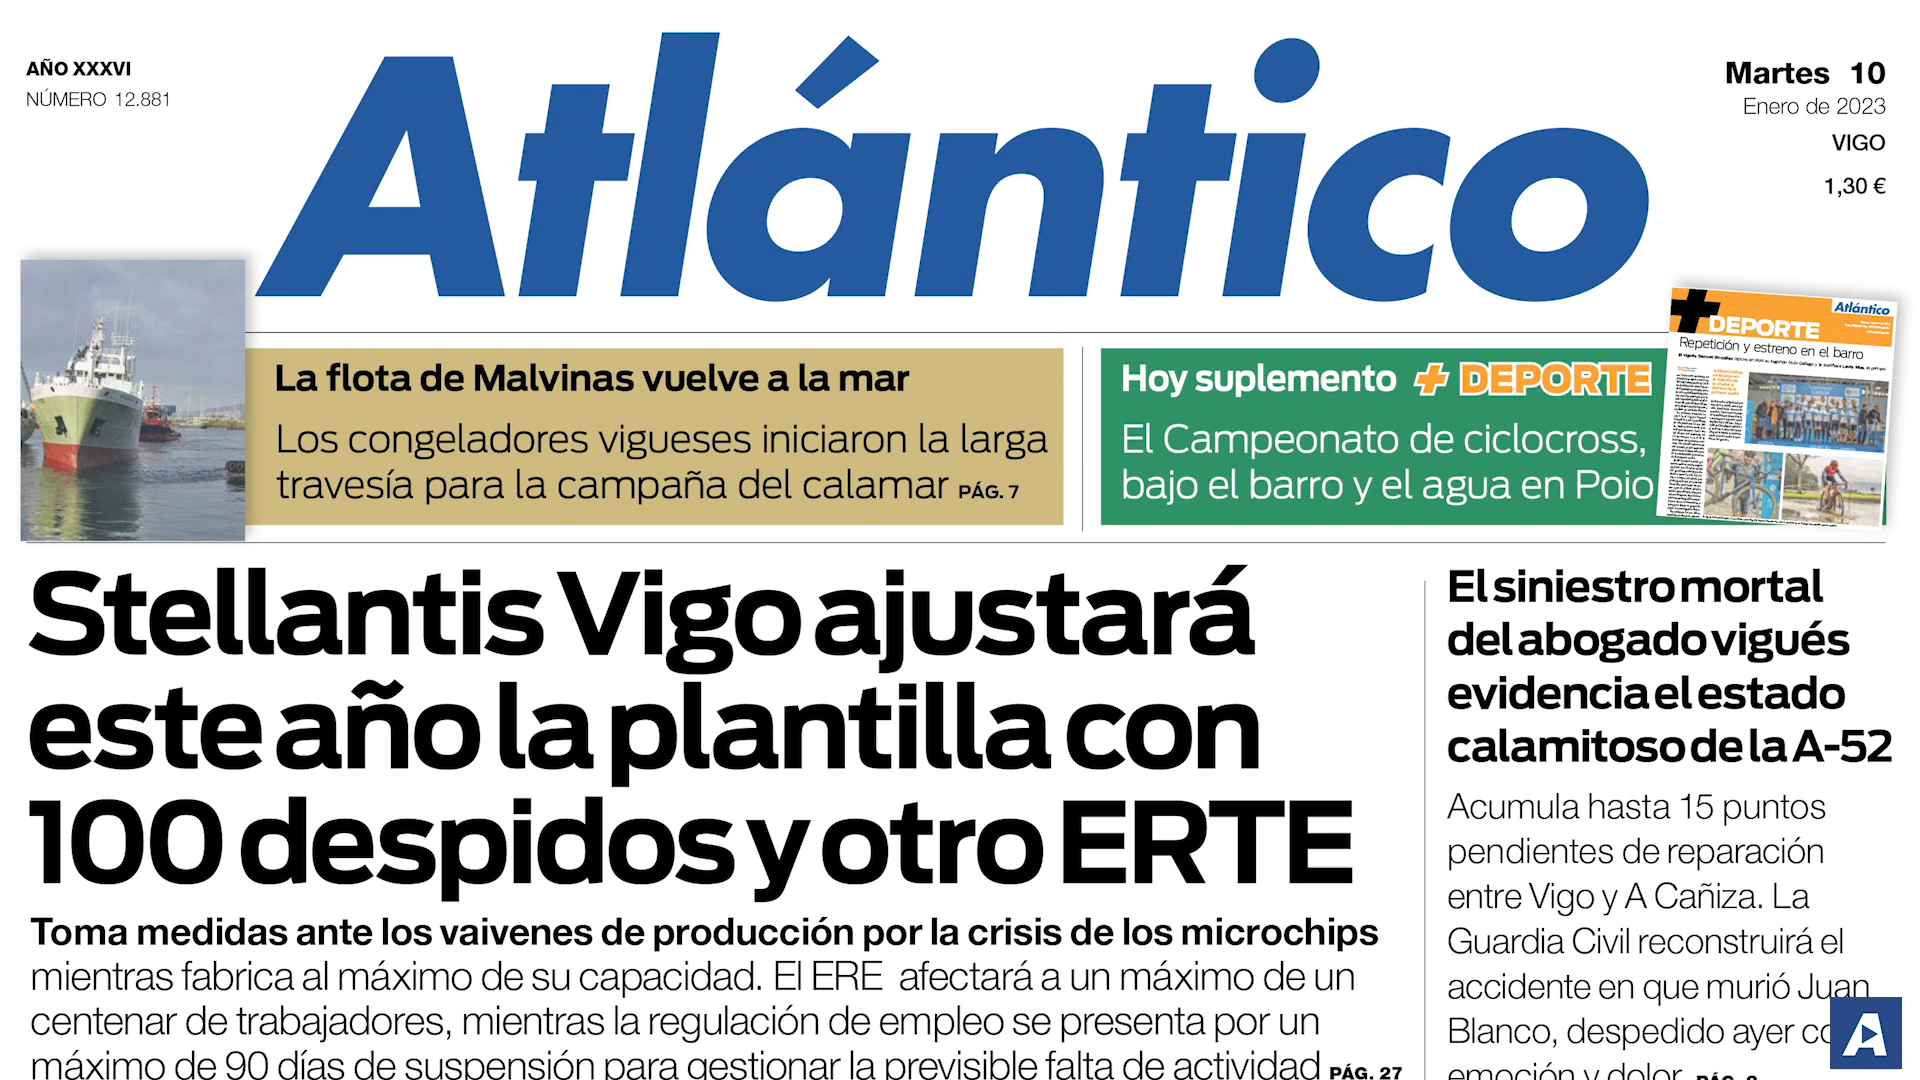 AÑO XXXVI
NÚMERO 12.881
Atlántico
Martes 10
Enero de 2023
VIGO
1,30 €
La flota de Malvinas vuelve a la mar
Los congeladores vigueses iniciaron la larga
travesía para la campaña del calamar PÁG. 7
Hoy suplemento + DEPORTE
El Campeonato de ciclocross,
bajo el barro y el agua en Poio
Atlántico
+ DEPORTE
Repetición y estreno en el barro
Stellantis Vigo ajustará
este año la plantilla con
100 despidos y otro ERTE
Toma medidas ante los vaivenes de producción por la crisis de los microchips
mientras fabrica al máximo de su capacidad. El ERE afectará a un máximo de un
centenar de trabajadores, mientras la regulación de empleo se presenta por un
máximo de 90 días de suspensión para gestionar la previsible falta de actividad PÁG. 27
El siniestro mortal
del abogado vigués
evidencia el estado
calamitoso de la A-52
Acumula hasta 15 puntos
pendientes de reparación
entre Vigo y A Cañiza. La
Guardia Civil reconstruirá el
accidente en que murió Juan
Blanco, despedido ayer
emoción y dolor
A